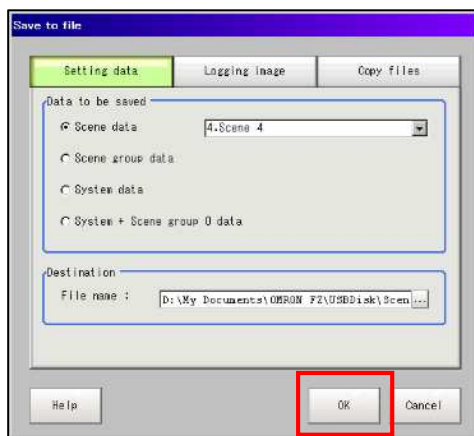 Save to file
Setting data
Logging image
Copy files
Data to be saved
Scene data
4.Scene 4
Scene group data
System data
System + Scene group 0 data
Destination
File name :
D:\My Documents\OMRON FZ\USBDisk\Scen
...
Help
OK
Cancel